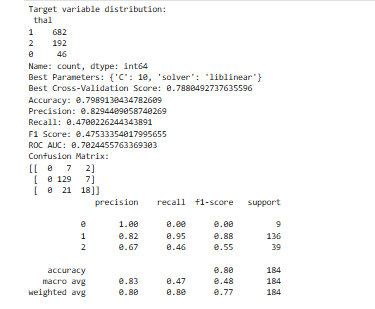 Target variable distribution:
thal
1 682
2 192
0 46
Name: count, dtype: int64
Best Parameters: {'C': 10, 'solver': 'liblinear'}
Best Cross-Validation Score: 0.7880492737635596
Accuracy: 0.7989130434782609
Precision: 0.8294409058740269
Recall: 0.4700226244343891
F1 Score: 0.47533354017995655
ROC AUC: 0.7024455763369303
Confusion Matrix:
[[ 0 7 2]
[ 0 129 7]
[ 0 21 18]]
precision recall f1-score support
0 1.00 0.00 0.00 9
1 0.82 0.95 0.88 136
2 0.67 0.46 0.55 39
accuracy 0.80 184
macro avg 0.83 0.47 0.48 184
weighted avg 0.80 0.80 0.77 184